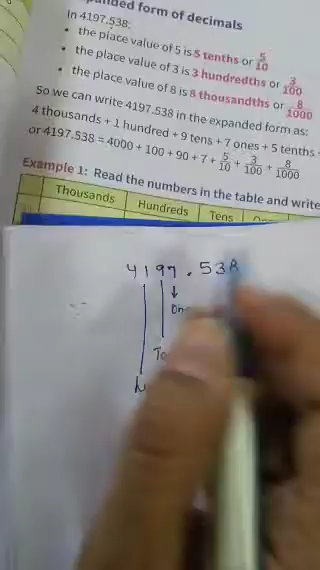 form of decimals
In 4197.538;
• the place value of 5 is 5 tenths or 5/10
• the place value of 3 is 3 hundredths or 3/100
• the place value of 8 is 8 thousandths or 8/1000
So we can write 4197.538 in the expanded form as:
4 thousands + 1 hundred + 9 tens + 7 ones + 5 tenths
or 4197.538 = 4000 + 100 + 90 + 7 + 5/10 + 3/100 + 8/1000
Example 1: Read the numbers in the table and write
Thousands Hundreds Tens
4197.538